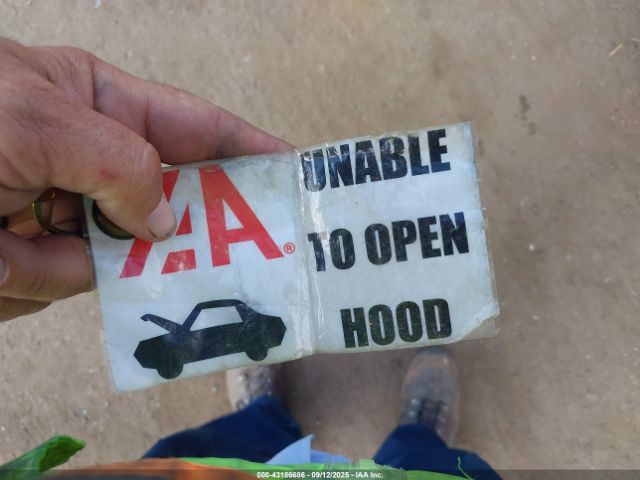 IAA®
UNABLE
TO OPEN
HOOD
000-43186686 - 09/12/2025 - IAA Inc.